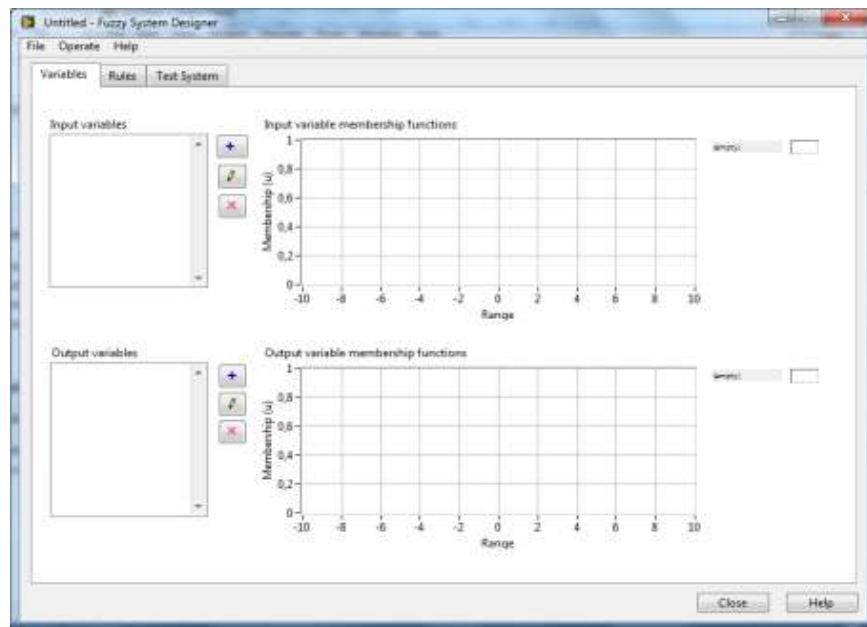 Untitled - Fuzzy System Designer
File Operate Help
Variables Rules Test System
Input variables
Input variable membership functions
Membership (u)
1
0,8
0,6
0,4
0,2
0
-10 -8 -6 -4 -2 0 2 4 6 8 10
Range
(empty)
Output variables
Output variable membership functions
Membership (u)
1
0,8
0,6
0,4
0,2
0
-10 -8 -6 -4 -2 0 2 4 6 8 10
Range
(empty)
Close Help